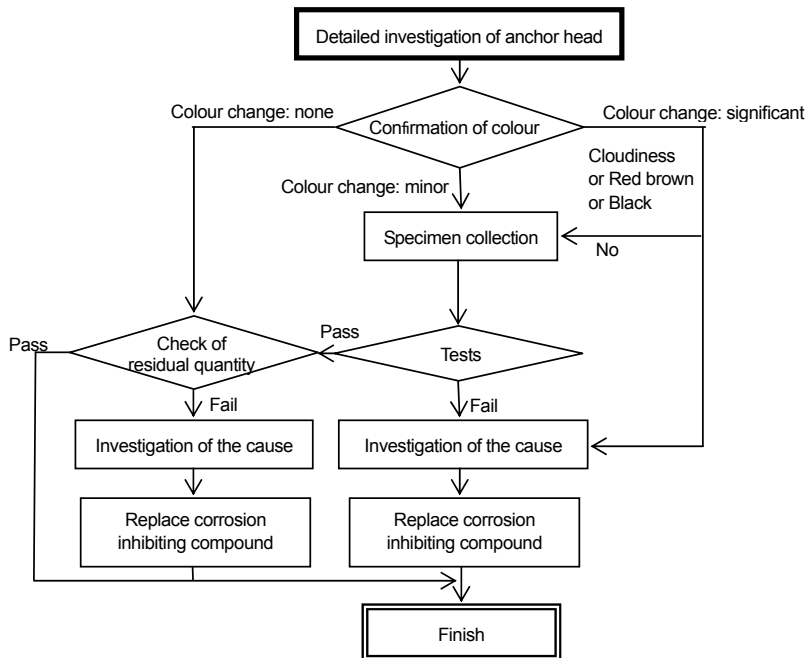 Detailed investigation of anchor head
Colour change: none
Colour change: significant
Confirmation of colour
Cloudiness
or Red brown
or Black
Colour change: minor
Specimen collection
No
Pass
Check of
residual quantity
Pass
Tests
Fail
Fail
Investigation of the cause
Investigation of the cause
Replace corrosion
inhibiting compound
Replace corrosion
inhibiting compound
Finish